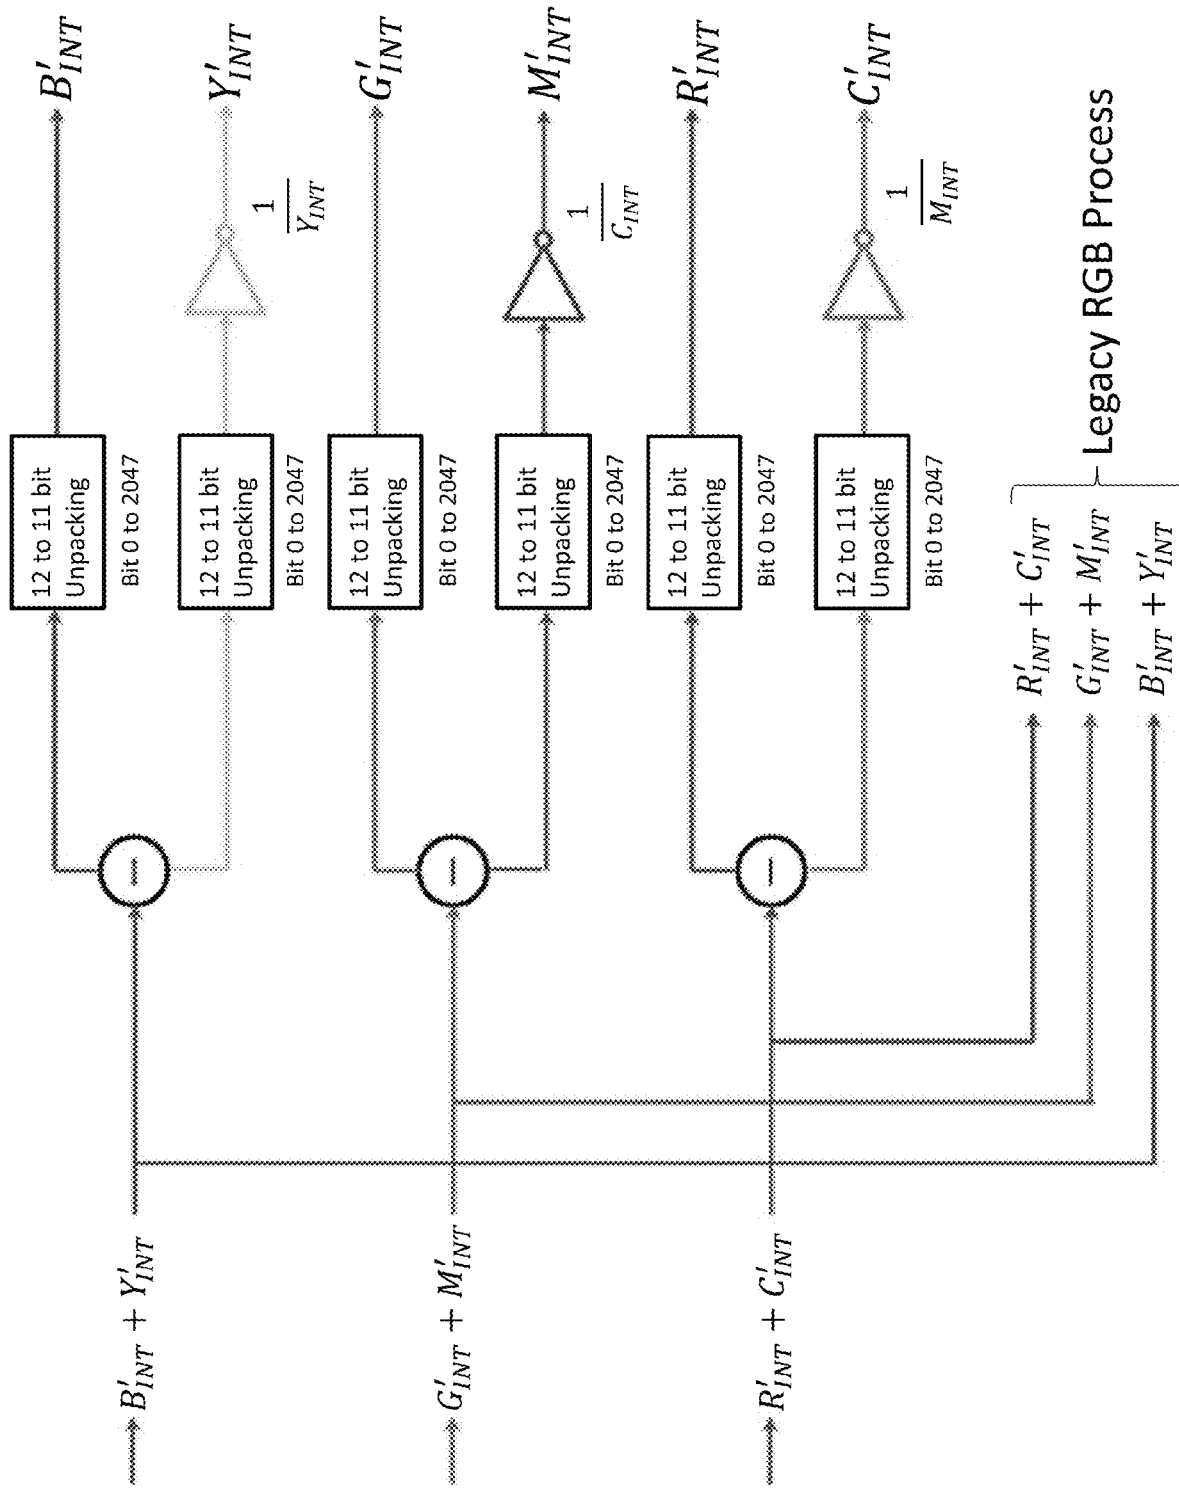 B'INT + Y'INT
G'INT + M'INT
R'INT + C'INT
−
−
−
12 to 11 bit
Unpacking
Bit 0 to 2047
12 to 11 bit
Unpacking
Bit 0 to 2047
12 to 11 bit
Unpacking
Bit 0 to 2047
12 to 11 bit
Unpacking
Bit 0 to 2047
12 to 11 bit
Unpacking
Bit 0 to 2047
12 to 11 bit
Unpacking
Bit 0 to 2047
1
YINT
1
CINT
1
MINT
B'INT
Y'INT
G'INT
M'INT
R'INT
C'INT
R'INT + C'INT
G'INT + M'INT
B'INT + Y'INT
Legacy RGB Process